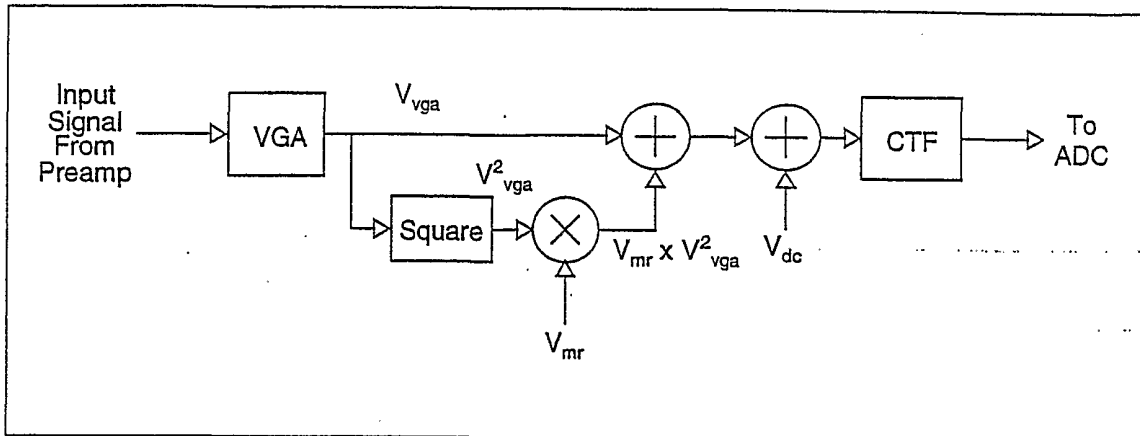 Input
Signal
From
Preamp
VGA
V_vga
V²_vga
Square
V_mr x V²_vga
V_mr
V_dc
CTF
To
ADC